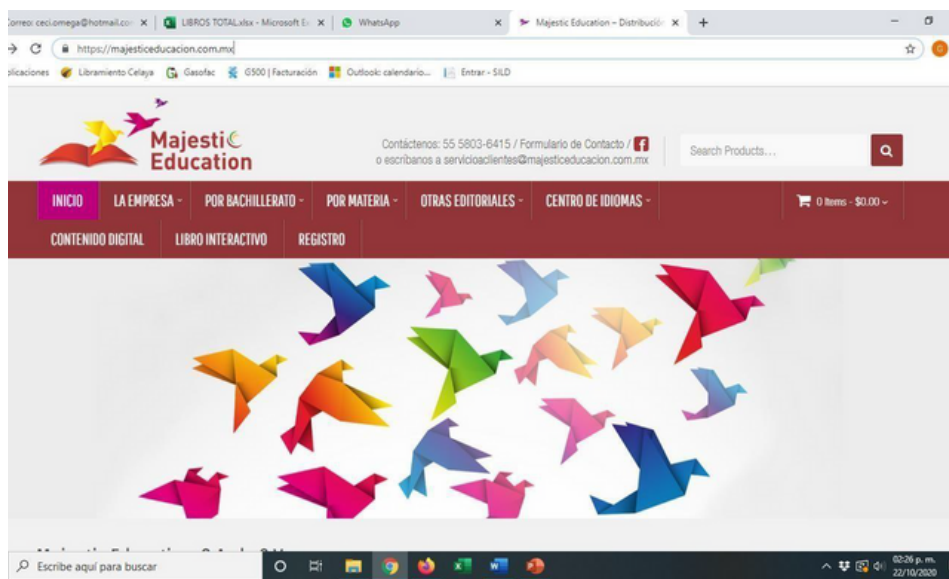 Correo: ceci.omega@hotmail.co
LIBROS TOTAL.xlsx - Microsoft Ex
WhatsApp
Majestic Education – Distribución
https://majesticeducacion.com.mx
Libramiento Celaya
Gasofac
G500 | Facturación
Outlook: calendario...
Entrar - SILD
Majestic
Education
Contáctenos: 55 5803-6415 / Formulario de Contacto /
o escríbanos a servicioaclientes@majesticeducacion.com.mx
Search Products...
INICIO
LA EMPRESA
POR BACHILLERATO
POR MATERIA
OTRAS EDITORIALES
CENTRO DE IDIOMAS
0 Items - $0.00
CONTENIDO DIGITAL
LIBRO INTERACTIVO
REGISTRO
Escribe aquí para buscar
02:26 p. m.
22/10/2020